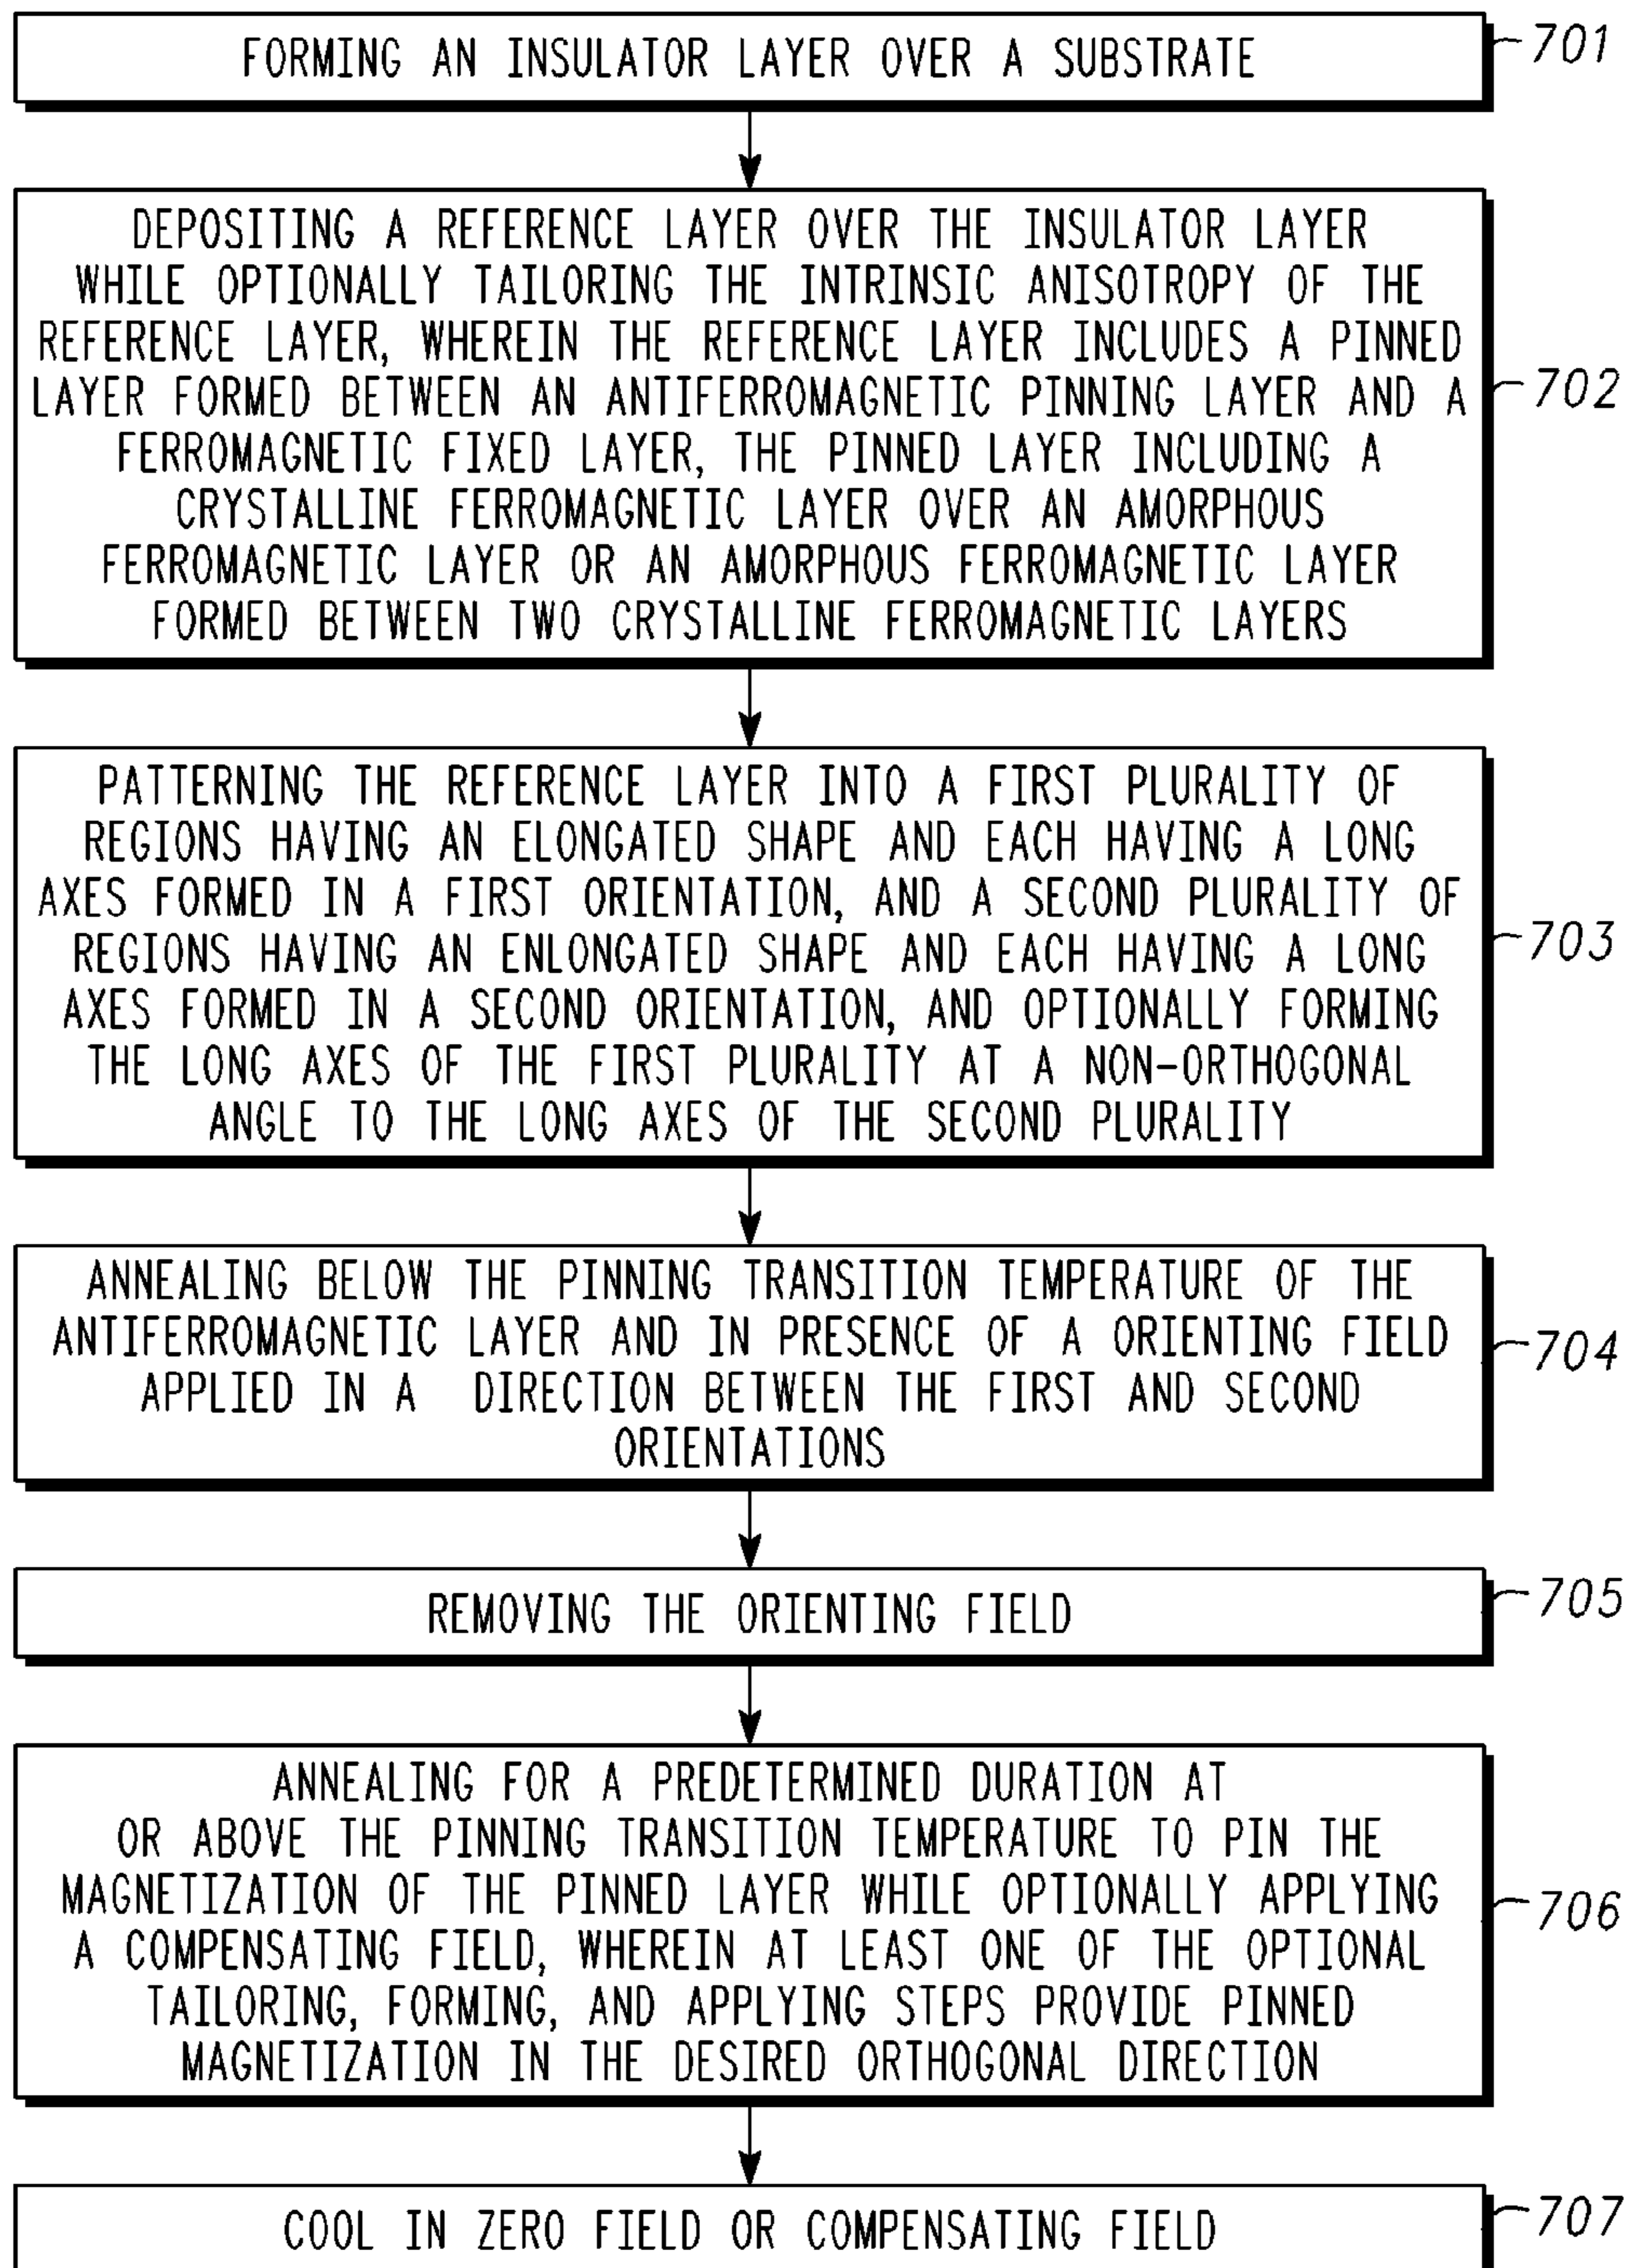 FORMING AN INSULATOR LAYER OVER A SUBSTRATE
701
DEPOSITING A REFERENCE LAYER OVER THE INSULATOR LAYER
WHILE OPTIONALLY TAILORING THE INTRINSIC ANISOTROPY OF THE
REFERENCE LAYER, WHEREIN THE REFERENCE LAYER INCLUDES A PINNED
LAYER FORMED BETWEEN AN ANTIFERROMAGNETIC PINNING LAYER AND A
FERROMAGNETIC FIXED LAYER, THE PINNED LAYER INCLUDING A
CRYSTALLINE FERROMAGNETIC LAYER OVER AN AMORPHOUS
FERROMAGNETIC LAYER OR AN AMORPHOUS FERROMAGNETIC LAYER
FORMED BETWEEN TWO CRYSTALLINE FERROMAGNETIC LAYERS
702
PATTERNING THE REFERENCE LAYER INTO A FIRST PLURALITY OF
REGIONS HAVING AN ELONGATED SHAPE AND EACH HAVING A LONG
AXES FORMED IN A FIRST ORIENTATION, AND A SECOND PLURALITY OF
REGIONS HAVING AN ENLONGATED SHAPE AND EACH HAVING A LONG
AXES FORMED IN A SECOND ORIENTATION, AND OPTIONALLY FORMING
THE LONG AXES OF THE FIRST PLURALITY AT A NON-ORTHOGONAL
ANGLE TO THE LONG AXES OF THE SECOND PLURALITY
703
ANNEALING BELOW THE PINNING TRANSITION TEMPERATURE OF THE
ANTIFERROMAGNETIC LAYER AND IN PRESENCE OF A ORIENTING FIELD
APPLIED IN A DIRECTION BETWEEN THE FIRST AND SECOND
ORIENTATIONS
704
REMOVING THE ORIENTING FIELD
705
ANNEALING FOR A PREDETERMINED DURATION AT
OR ABOVE THE PINNING TRANSITION TEMPERATURE TO PIN THE
MAGNETIZATION OF THE PINNED LAYER WHILE OPTIONALLY APPLYING
A COMPENSATING FIELD, WHEREIN AT LEAST ONE OF THE OPTIONAL
TAILORING, FORMING, AND APPLYING STEPS PROVIDE PINNED
MAGNETIZATION IN THE DESIRED ORTHOGONAL DIRECTION
706
COOL IN ZERO FIELD OR COMPENSATING FIELD
707